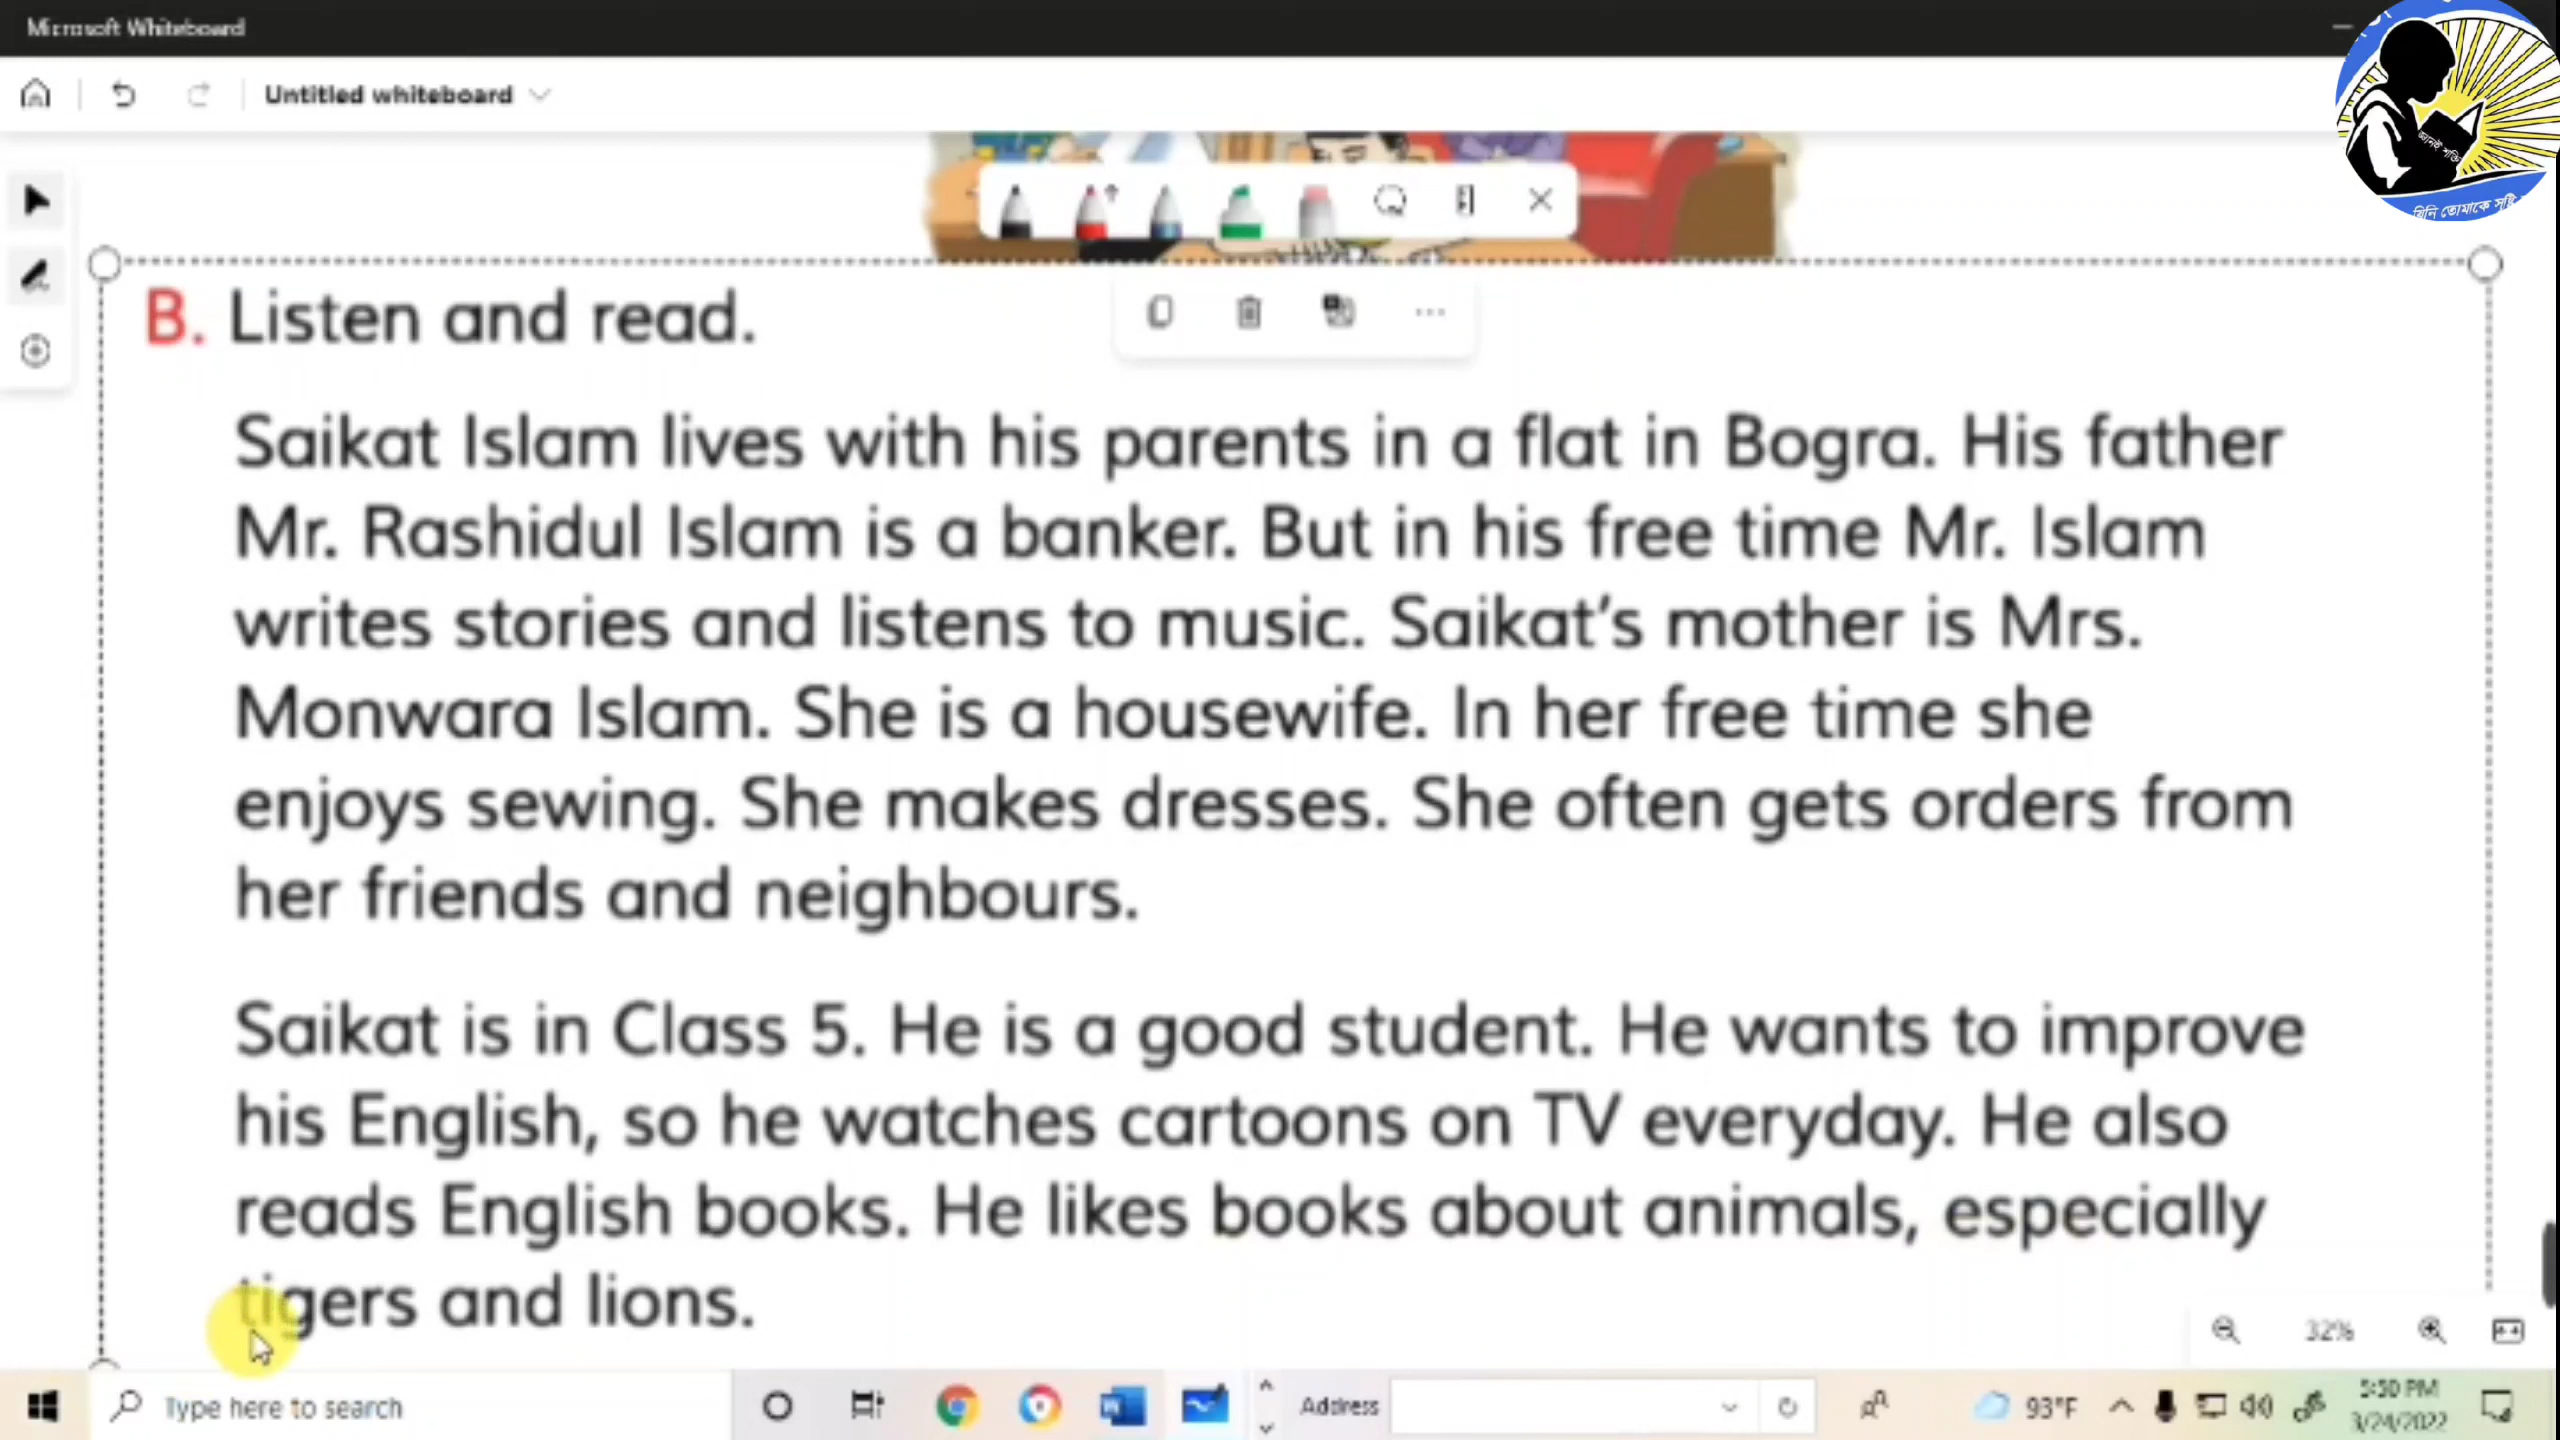 Microsoft Whiteboard
Untitled whiteboard
যিনি তোমাকে সৃষ্টি
B. Listen and read.
Saikat Islam lives with his parents in a flat in Bogra. His father
Mr. Rashidul Islam is a banker. But in his free time Mr. Islam
writes stories and listens to music. Saikat's mother is Mrs.
Monwara Islam. She is a housewife. In her free time she
enjoys sewing. She makes dresses. She often gets orders from
her friends and neighbours.
Saikat is in Class 5. He is a good student. He wants to improve
his English, so he watches cartoons on TV everyday. He also
reads English books. He likes books about animals, especially
tigers and lions.
32%
Type here to search
Address
93°F
5:50 PM
3/24/2022